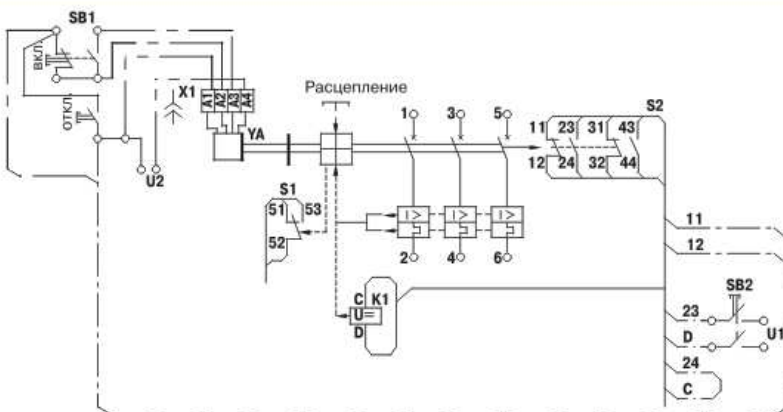 SB1
ВКЛ.
ОТКЛ.
X1
A1 A2 A3 A4
YA
U2
Расцепление
1 3 5
2 4 6
I> I> I>
S1
51 53
52
C
U=
D
K1
S2
11 23 31 43
12 24 32 44
11
12
SB2
23
D
U1
24
C